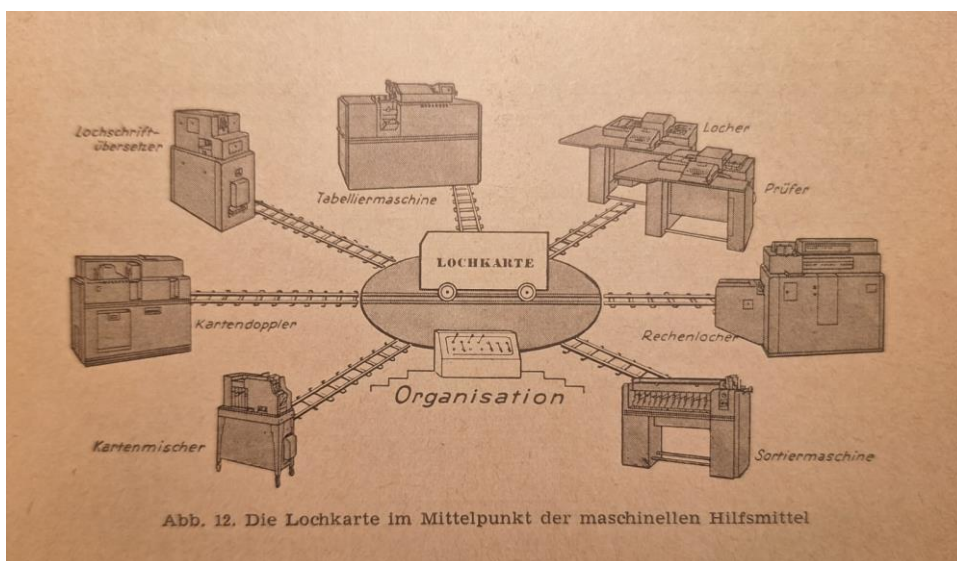 Lochschrift-
übersetzer
Tabelliermaschine
Locher
Prüfer
LOCHKARTE
Kartendoppler
Rechenlocher
Organisation
Kartenmischer
Sortiermaschine
Abb. 12. Die Lochkarte im Mittelpunkt der maschinellen Hilfsmittel